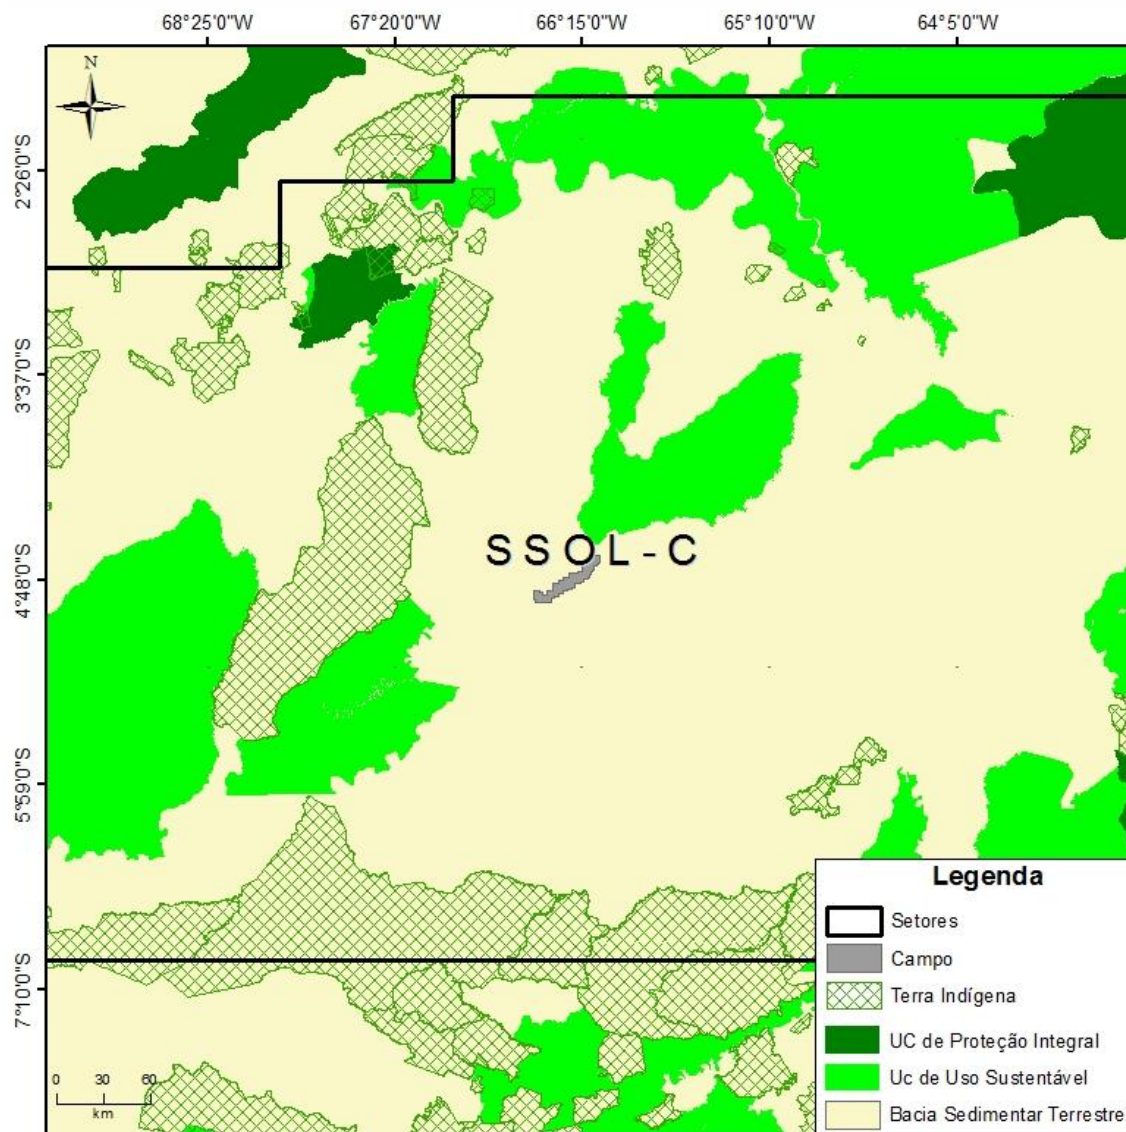 68°25'0"W 67°20'0"W 66°15'0"W 65°10'0"W 64°5'0"W
N
2°26'0"S
3°37'0"S
SSOL-C
4°48'0"S
5°59'0"S
7°10'0"S
Legenda
Setores
Campo
Terra Indígena
UC de Proteção Integral
Uc de Uso Sustentável
Bacia Sedimentar Terrestre
0 30 60
km